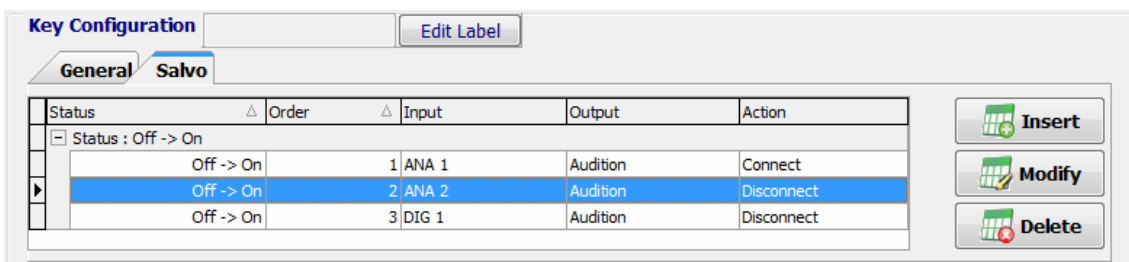 Key Configuration Edit Label
General Salvo
Status Order Input Output Action
Status : Off -> On
Off -> On 1 ANA 1 Audition Connect
Off -> On 2 ANA 2 Audition Disconnect
Off -> On 3 DIG 1 Audition Disconnect
Insert
Modify
Delete